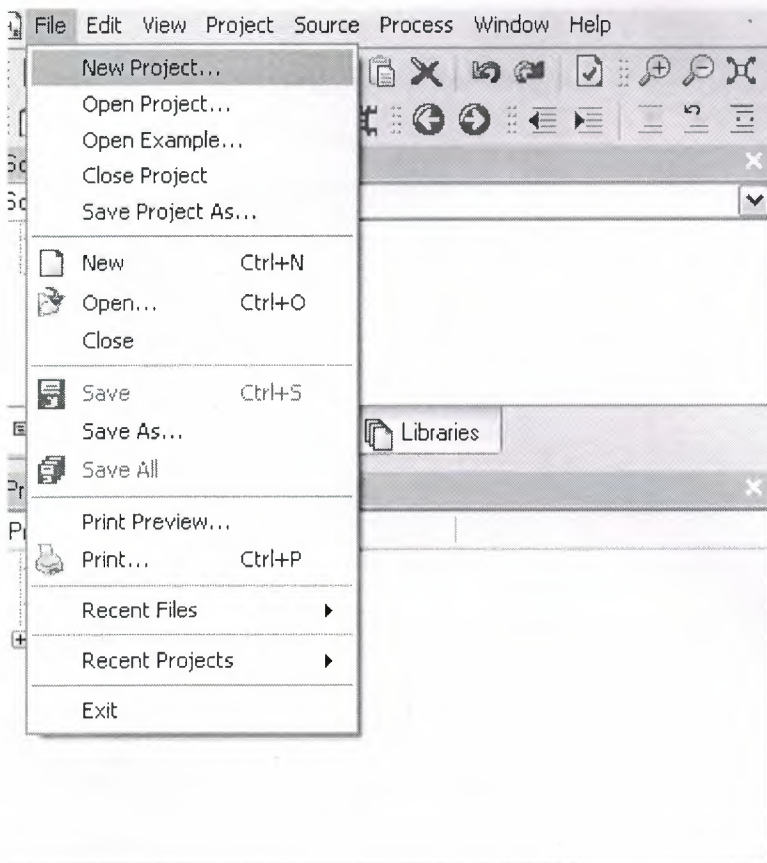 File Edit View Project Source Process Window Help
New Project...
Open Project...
Open Example...
Close Project
Save Project As...
New Ctrl+N
Open... Ctrl+O
Close
Save Ctrl+S
Save As...
Libraries
Save All
Print Preview...
Print... Ctrl+P
Recent Files
Recent Projects
Exit